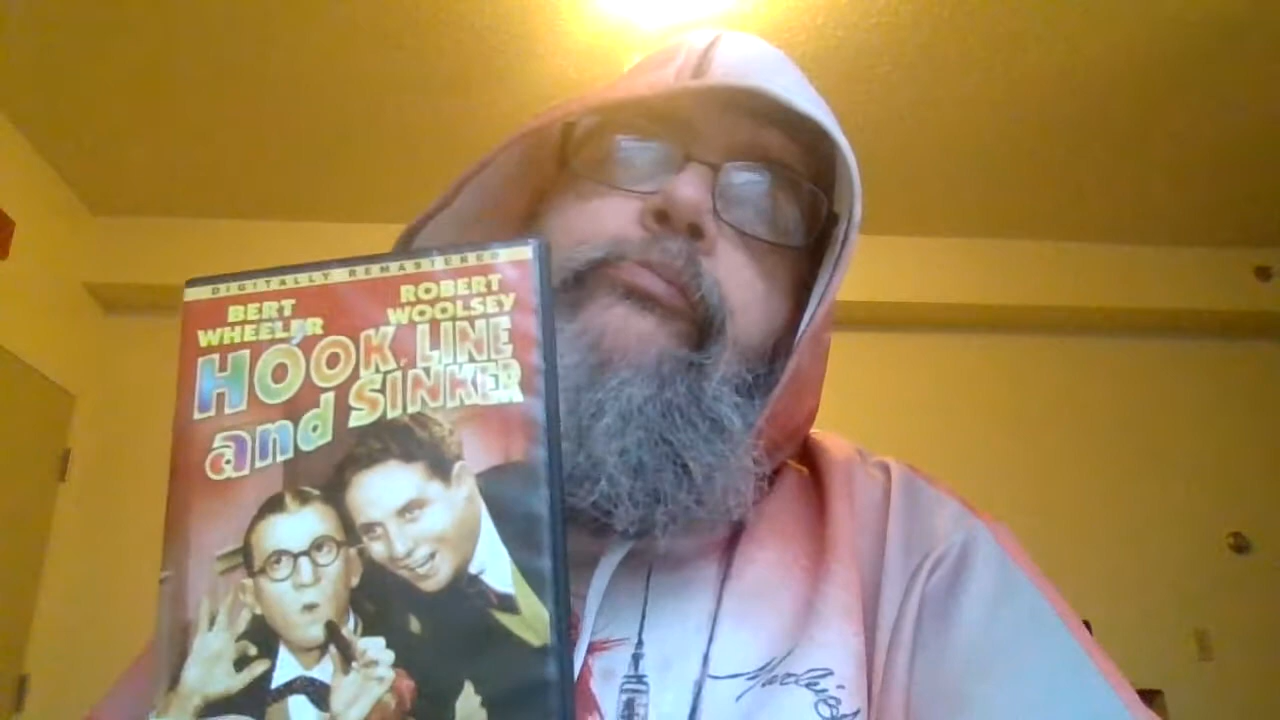 DIGITALLY REMASTERED
BERT
WHEELER
ROBERT
WOOLSEY
HOOK, LINE
and SINKER